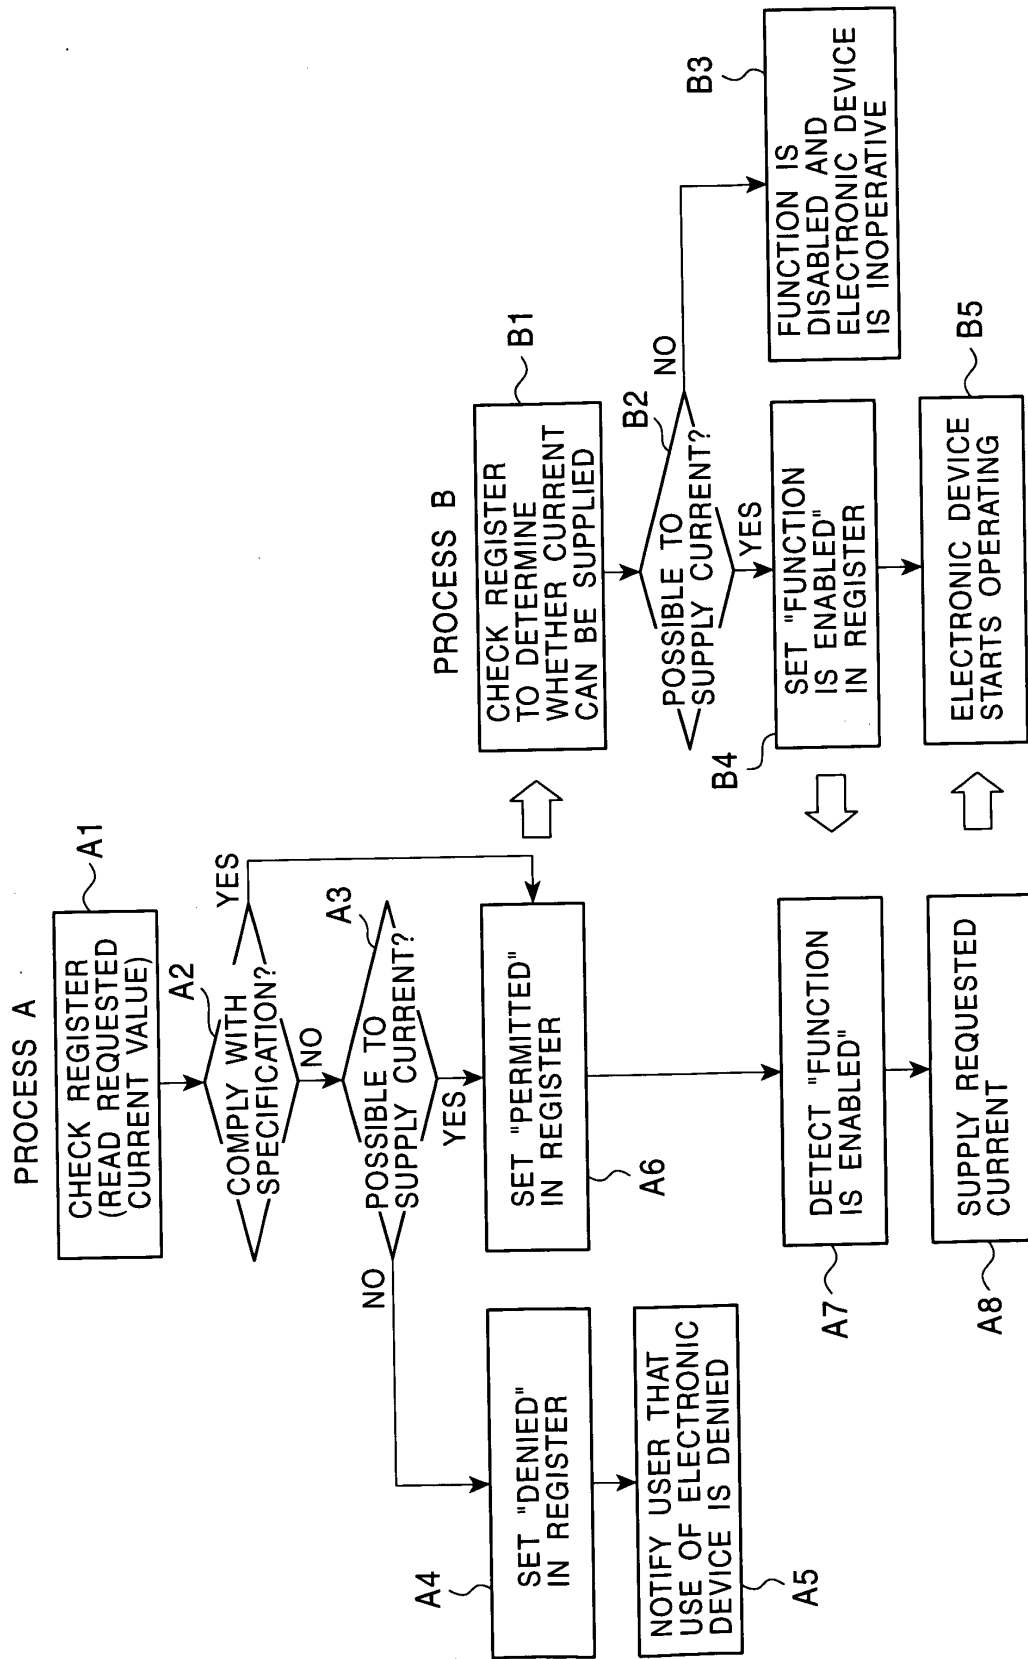 PROCESS A
A1
CHECK REGISTER
(READ REQUESTED
CURRENT VALUE)
A2
COMPLY WITH
SPECIFICATION?
YES
NO
A3
POSSIBLE TO
SUPPLY CURRENT?
NO
YES
A4
SET "DENIED"
IN REGISTER
NOTIFY USER THAT
USE OF ELECTRONIC
DEVICE IS DENIED
A5
SET "PERMITTED"
IN REGISTER
A6
DETECT "FUNCTION
IS ENABLED"
A7
SUPPLY REQUESTED
CURRENT
A8
PROCESS B
B1
CHECK REGISTER
TO DETERMINE
WHETHER CURRENT
CAN BE SUPPLIED
B2
POSSIBLE TO
SUPPLY CURRENT?
NO
YES
B3
FUNCTION IS
DISABLED AND
ELECTRONIC DEVICE
IS INOPERATIVE
B4
SET "FUNCTION
IS ENABLED"
IN REGISTER
B5
ELECTRONIC DEVICE
STARTS OPERATING